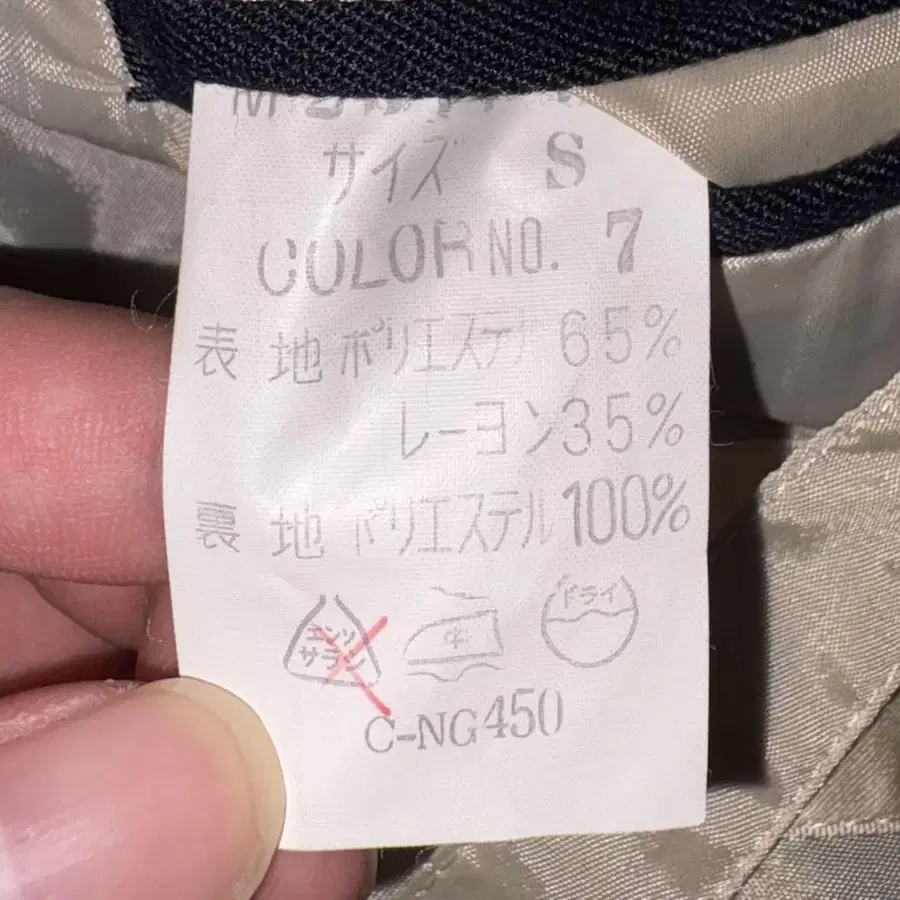 サイズ S
COLOR NO. 7
表 地 ポリエステル 65%
レーヨン 35%
裏 地 ポリエステル 100%
エンソ
サラシ
中
ドライ
C-NG450